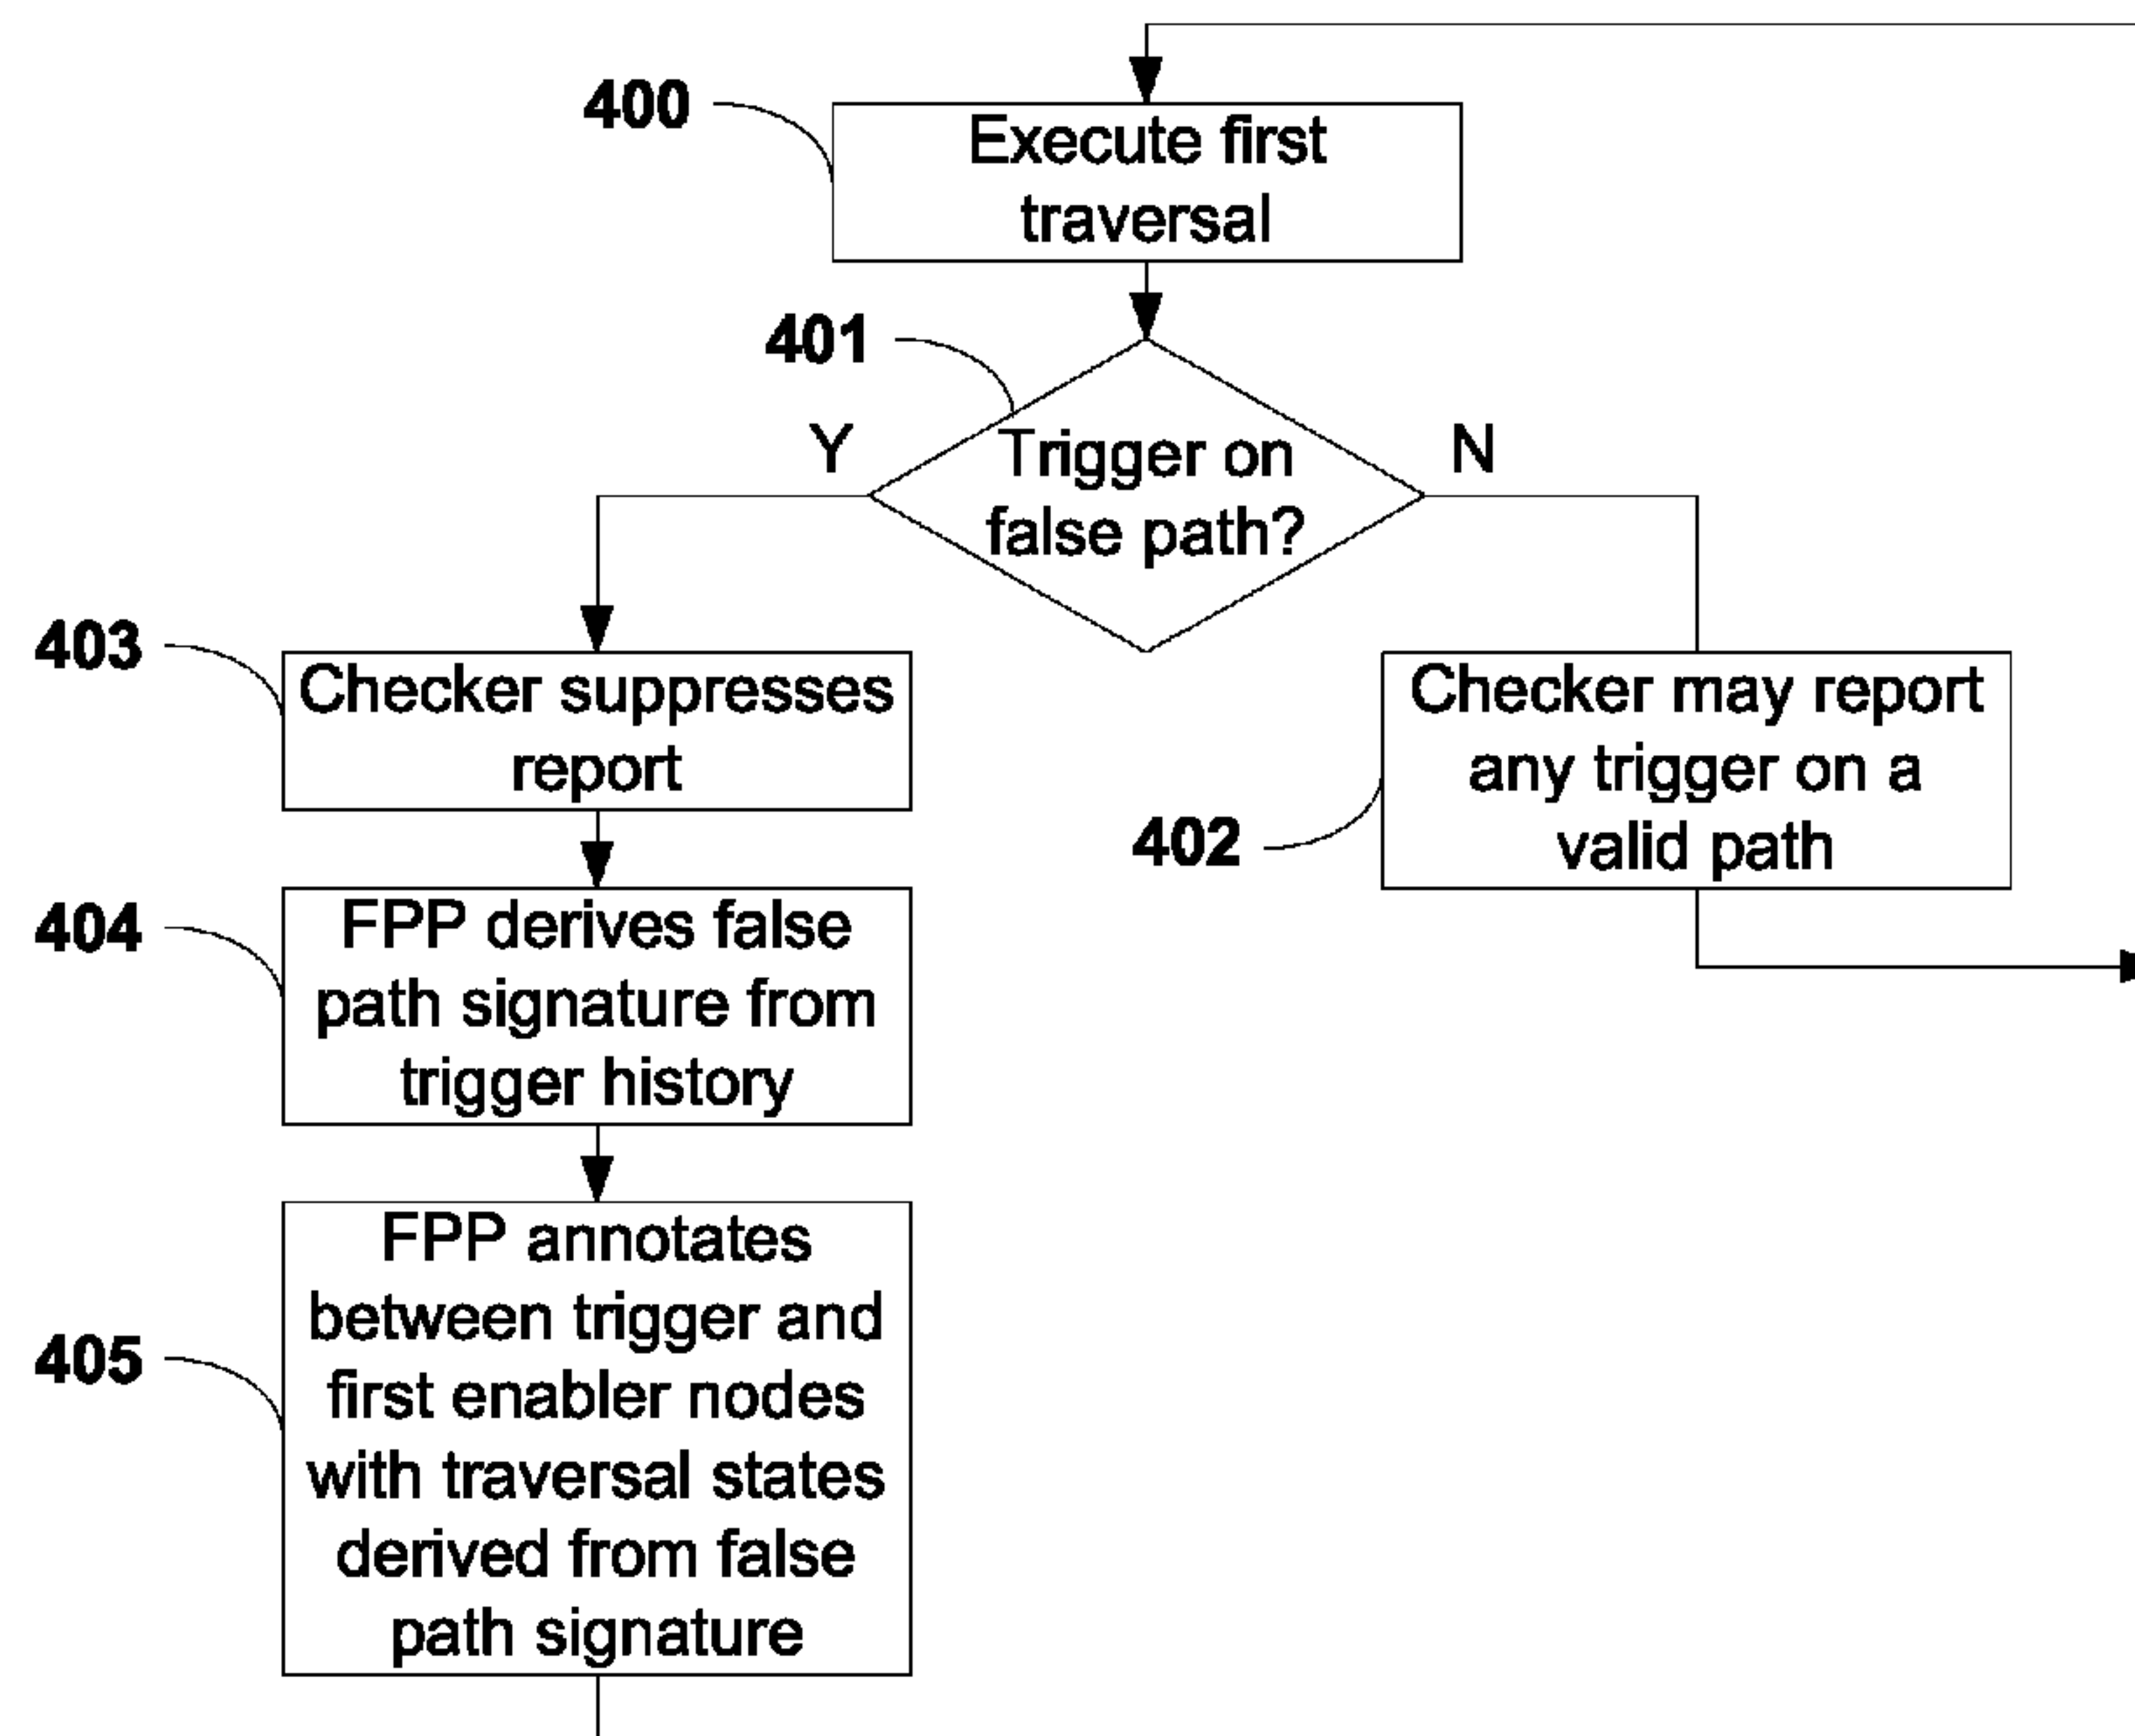 400
Execute first
traversal
401
Y
Trigger on
false path?
N
403
Checker suppresses
report
402
Checker may report
any trigger on a
valid path
404
FPP derives false
path signature from
trigger history
405
FPP annotates
between trigger and
first enabler nodes
with traversal states
derived from false
path signature